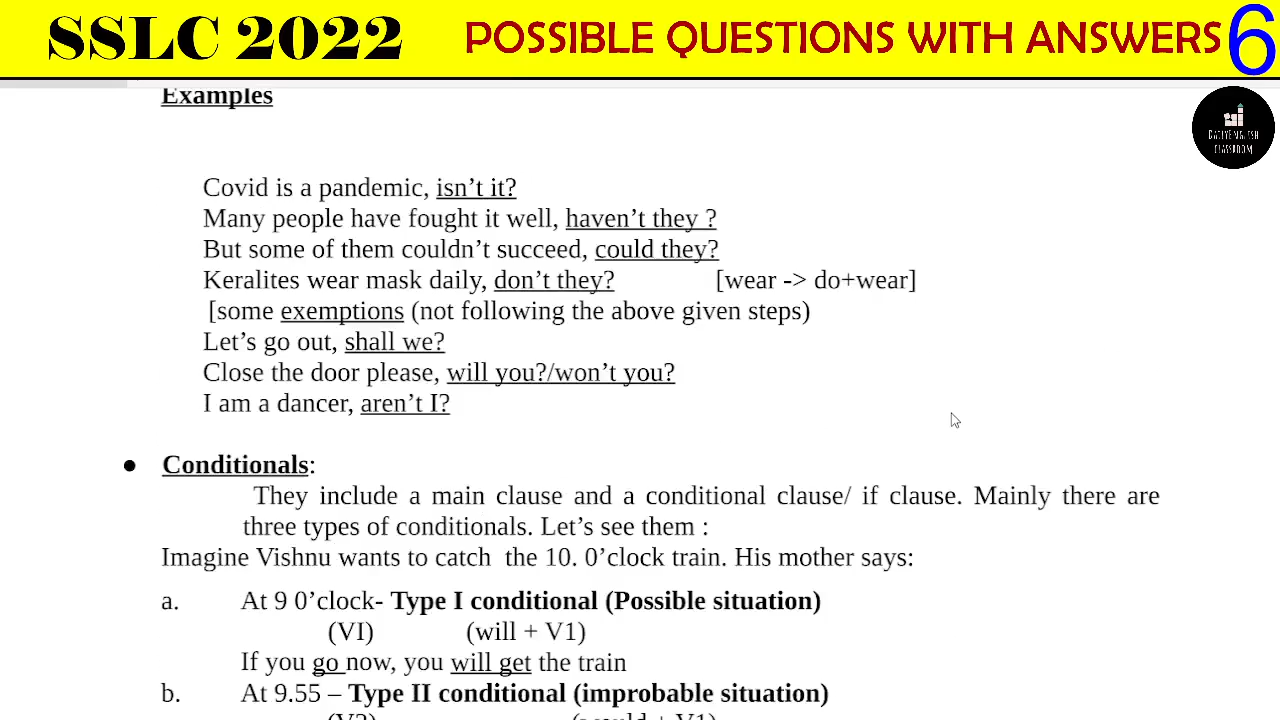 SSLC 2022 POSSIBLE QUESTIONS WITH ANSWERS 6
DAILYENGLISH
CLASSROOM
Examples
Covid is a pandemic, isn’t it?
Many people have fought it well, haven’t they ?
But some of them couldn’t succeed, could they?
Keralites wear mask daily, don’t they? [wear -> do+wear]
[some exemptions (not following the above given steps)
Let’s go out, shall we?
Close the door please, will you?/won’t you?
I am a dancer, aren’t I?
● Conditionals:
They include a main clause and a conditional clause/ if clause. Mainly there are
three types of conditionals. Let’s see them :
Imagine Vishnu wants to catch the 10. 0’clock train. His mother says:
a. At 9 0’clock- Type I conditional (Possible situation)
(VI) (will + V1)
If you go now, you will get the train
b. At 9.55 – Type II conditional (improbable situation)
(V2) (would + V1)